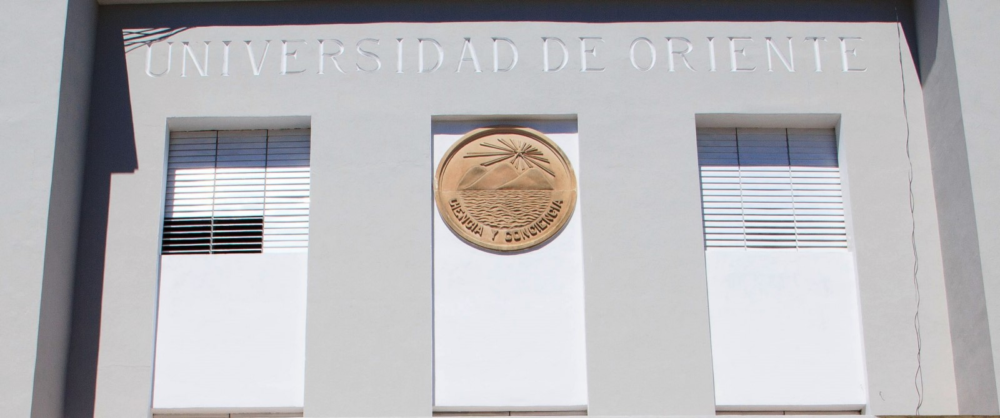 UNIVERSIDAD DE ORIENTE
CIENCIA Y CONCIENCIA